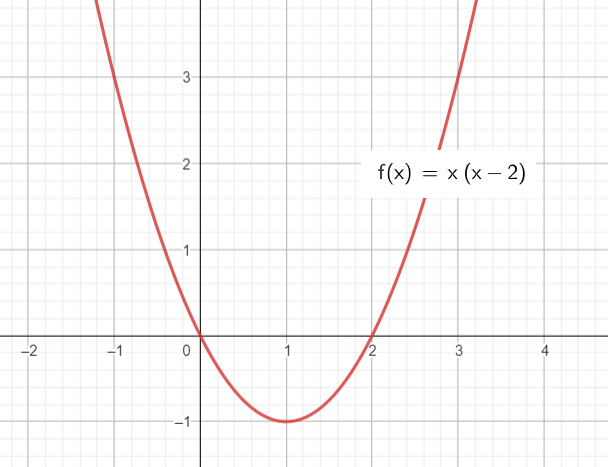 3
2
f(x) = x (x – 2)
1
–2 –1 0 1 2 3 4
–1